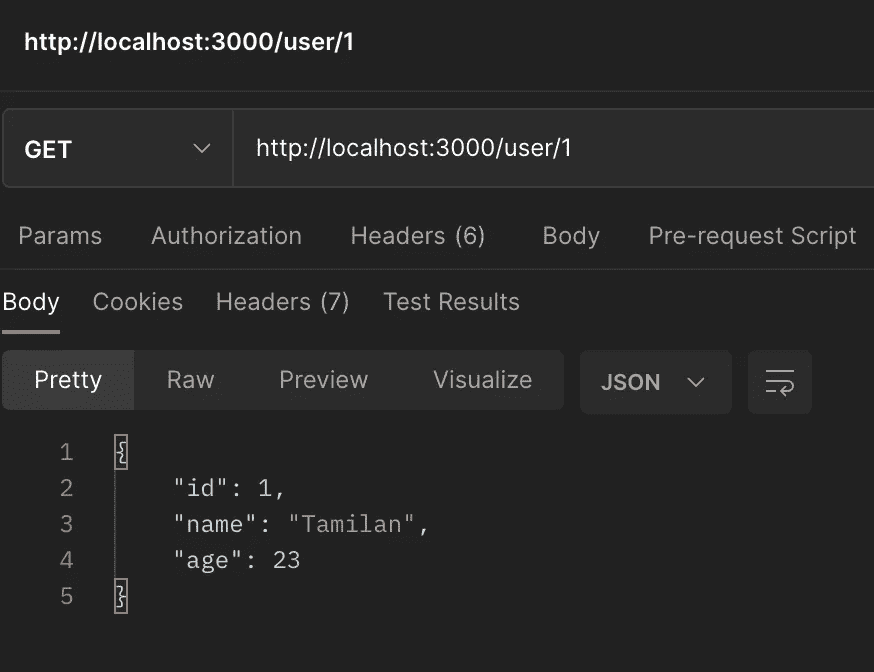 http://localhost:3000/user/1
GET http://localhost:3000/user/1
Params Authorization Headers (6) Body Pre-request Script
Body Cookies Headers (7) Test Results
Pretty Raw Preview Visualize JSON
1 {
2 "id": 1,
3 "name": "Tamilan",
4 "age": 23
5 }